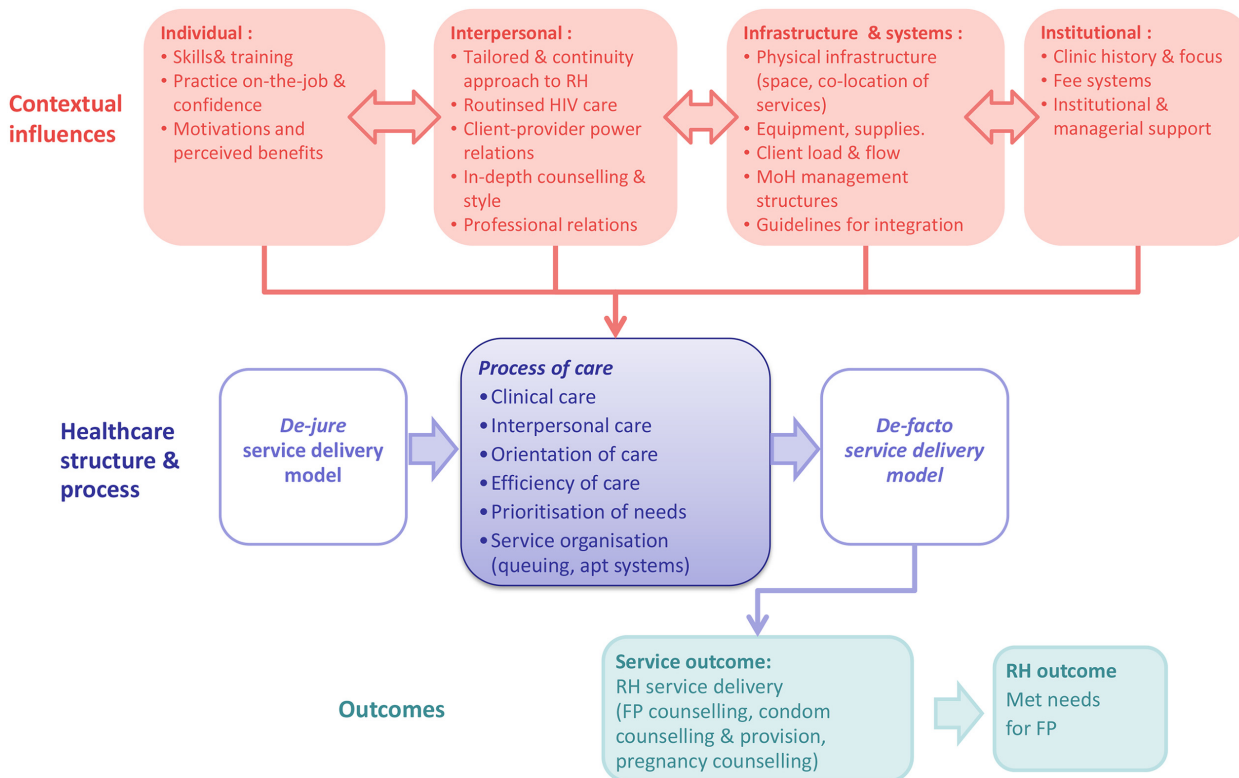 Contextual
influences
Individual :
• Skills& training
• Practice on-the-job &
confidence
• Motivations and
perceived benefits
Interpersonal :
• Tailored & continuity
approach to RH
• Routinsed HIV care
• Client-provider power
relations
• In-depth counselling &
style
• Professional relations
Infrastructure & systems :
• Physical infrastructure
(space, co-location of
services)
• Equipment, supplies.
• Client load & flow
• MoH management
structures
• Guidelines for integration
Institutional :
• Clinic history & focus
• Fee systems
• Institutional &
managerial support
Healthcare
structure &
process
De-jure
service delivery
model
Process of care
• Clinical care
• Interpersonal care
• Orientation of care
• Efficiency of care
• Prioritisation of needs
• Service organisation
(queuing, apt systems)
De-facto
service delivery
model
Outcomes
Service outcome:
RH service delivery
(FP counselling, condom
counselling & provision,
pregnancy counselling)
RH outcome
Met needs
for FP